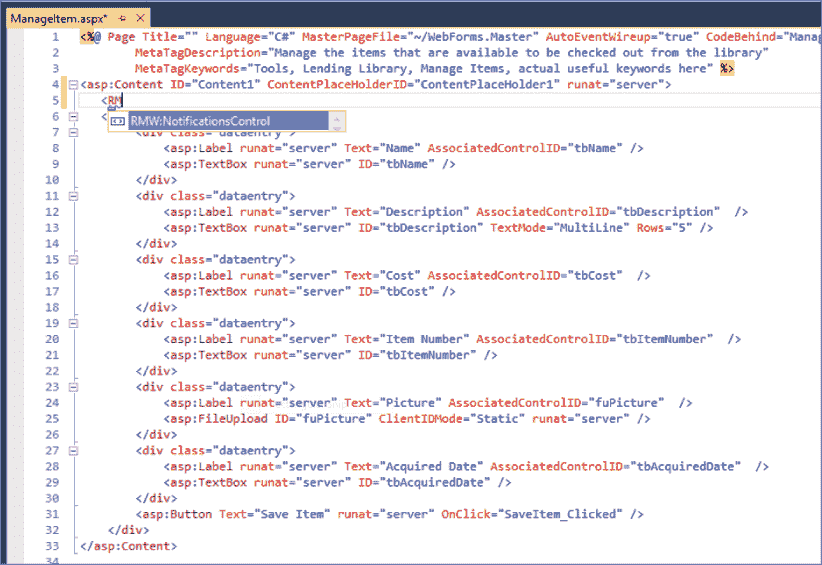 ManageItem.aspx*
1 <%@ Page Title="" Language="C#" MasterPageFile="~/WebForms.Master" AutoEventWireup="true" CodeBehind="Manag
2 MetaTagDescription="Manage the items that are available to be checked out from the library"
3 MetaTagKeywords="Tools, Lending Library, Manage Items, actual useful keywords here" %>
4 <asp:Content ID="Content1" ContentPlaceHolderID="ContentPlaceHolder1" runat="server">
5 <RM
6 < RMW:NotificationsControl
7 <div class="dataentry">
8 <asp:Label runat="server" Text="Name" AssociatedControlID="tbName" />
9 <asp:TextBox runat="server" ID="tbName" />
10 </div>
11 <div class="dataentry">
12 <asp:Label runat="server" Text="Description" AssociatedControlID="tbDescription" />
13 <asp:TextBox runat="server" ID="tbDescription" TextMode="MultiLine" Rows="5" />
14 </div>
15 <div class="dataentry">
16 <asp:Label runat="server" Text="Cost" AssociatedControlID="tbCost" />
17 <asp:TextBox runat="server" ID="tbCost" />
18 </div>
19 <div class="dataentry">
20 <asp:Label runat="server" Text="Item Number" AssociatedControlID="tbItemNumber" />
21 <asp:TextBox runat="server" ID="tbItemNumber" />
22 </div>
23 <div class="dataentry">
24 <asp:Label runat="server" Text="Picture" AssociatedControlID="fuPicture" />
25 <asp:FileUpload ID="fuPicture" ClientIDMode="Static" runat="server" />
26 </div>
27 <div class="dataentry">
28 <asp:Label runat="server" Text="Acquired Date" AssociatedControlID="tbAcquiredDate" />
29 <asp:TextBox runat="server" ID="tbAcquiredDate" />
30 </div>
31 <asp:Button Text="Save Item" runat="server" OnClick="SaveItem_Clicked" />
32 </div>
33 </asp:Content>
34